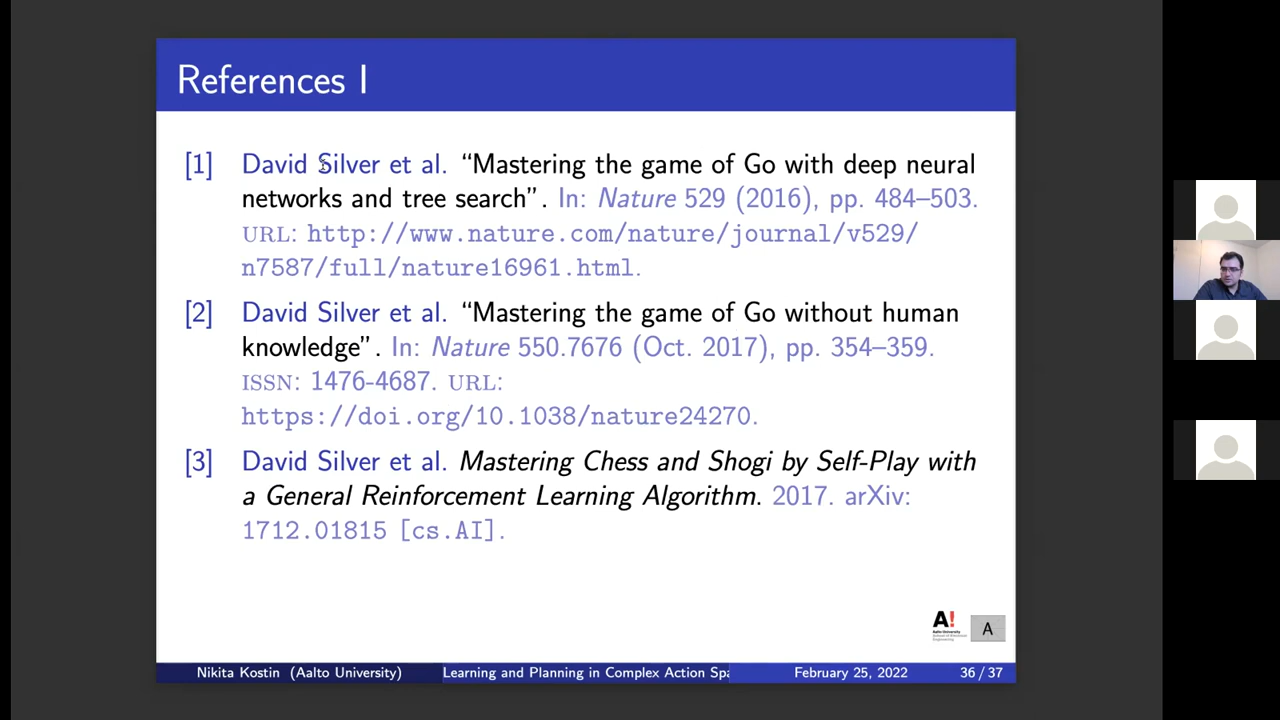 References I
[1] David Silver et al. “Mastering the game of Go with deep neural
networks and tree search”. In: Nature 529 (2016), pp. 484–503.
URL: http://www.nature.com/nature/journal/v529/
n7587/full/nature16961.html.
[2] David Silver et al. “Mastering the game of Go without human
knowledge”. In: Nature 550.7676 (Oct. 2017), pp. 354–359.
ISSN: 1476-4687. URL:
https://doi.org/10.1038/nature24270.
[3] David Silver et al. Mastering Chess and Shogi by Self-Play with
a General Reinforcement Learning Algorithm. 2017. arXiv:
1712.01815 [cs.AI].
A!
Aalto University
A
Nikita Kostin (Aalto University) Learning and Planning in Complex Action Spa February 25, 2022 36 / 37